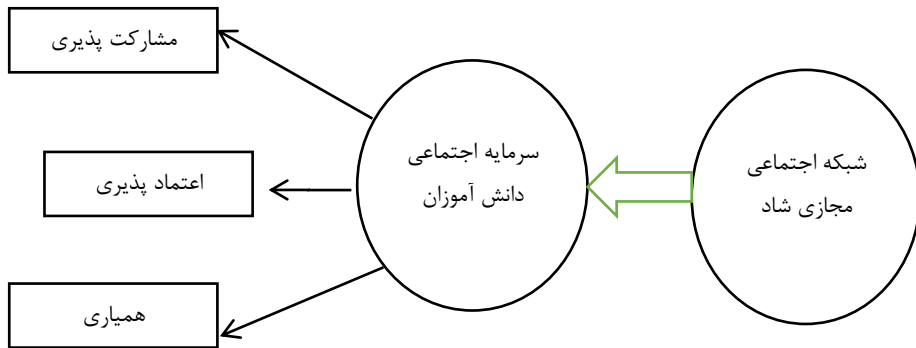 شبکه اجتماعی
مجازی شاد
سرمایه اجتماعی
دانش آموزان
مشارکت پذیری
اعتماد پذیری
همیاری